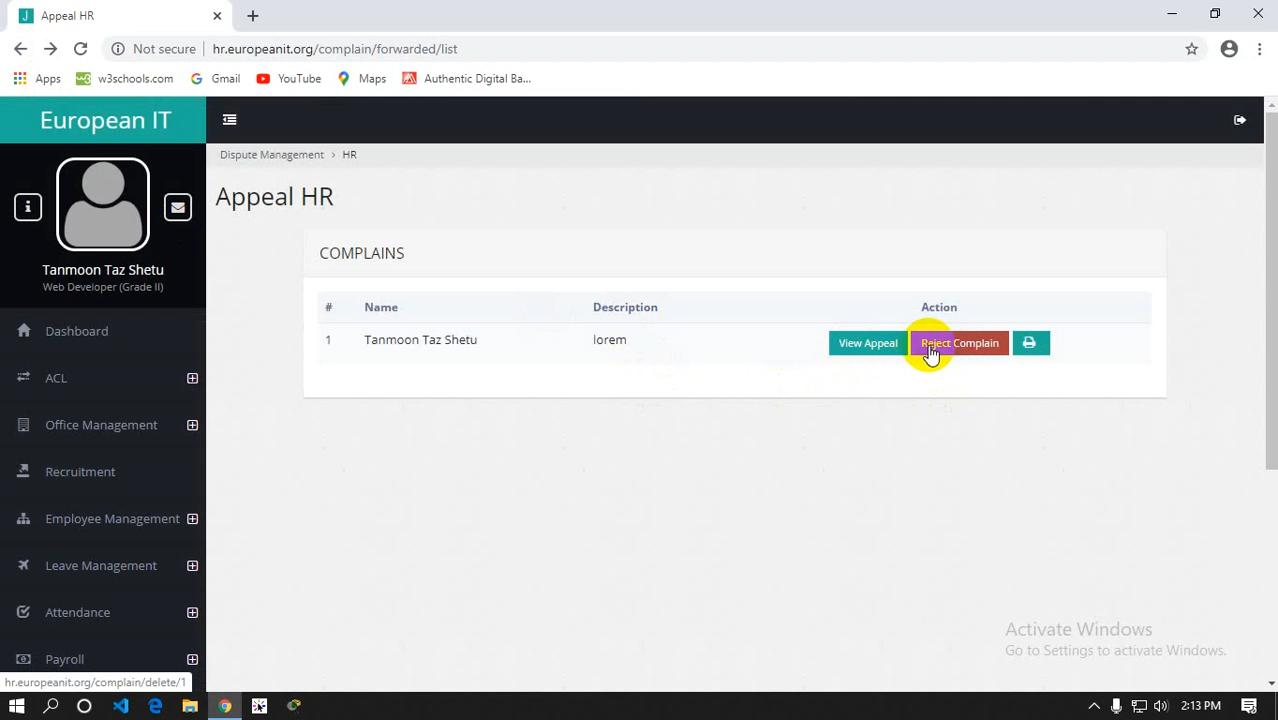 Appeal HR
Not secure
hr.europeanit.org/complain/forwarded/list
Apps
w3schools.com
Gmail
YouTube
Maps
Authentic Digital Ba...
European IT
Dispute Management › HR
Tanmoon Taz Shetu
Web Developer (Grade II)
Dashboard
ACL
Office Management
Recruitment
Employee Management
Leave Management
Attendance
Payroll
Appeal HR
COMPLAINS
# Name Description Action
1 Tanmoon Taz Shetu lorem View Appeal Reject Complain
Activate Windows
Go to Settings to activate Windows.
hr.europeanit.org/complain/delete/1
2:13 PM